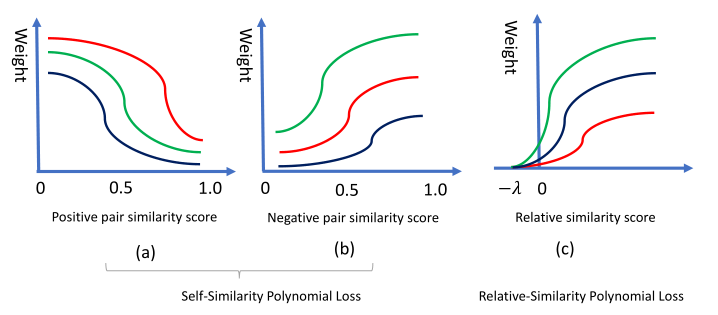 Weight
Weight
Weight
0 0.5 1.0
0 0.5 1.0
−λ 0
Positive pair similarity score
Negative pair similarity score
Relative similarity score
(a)
(b)
(c)
Self-Similarity Polynomial Loss
Relative-Similarity Polynomial Loss